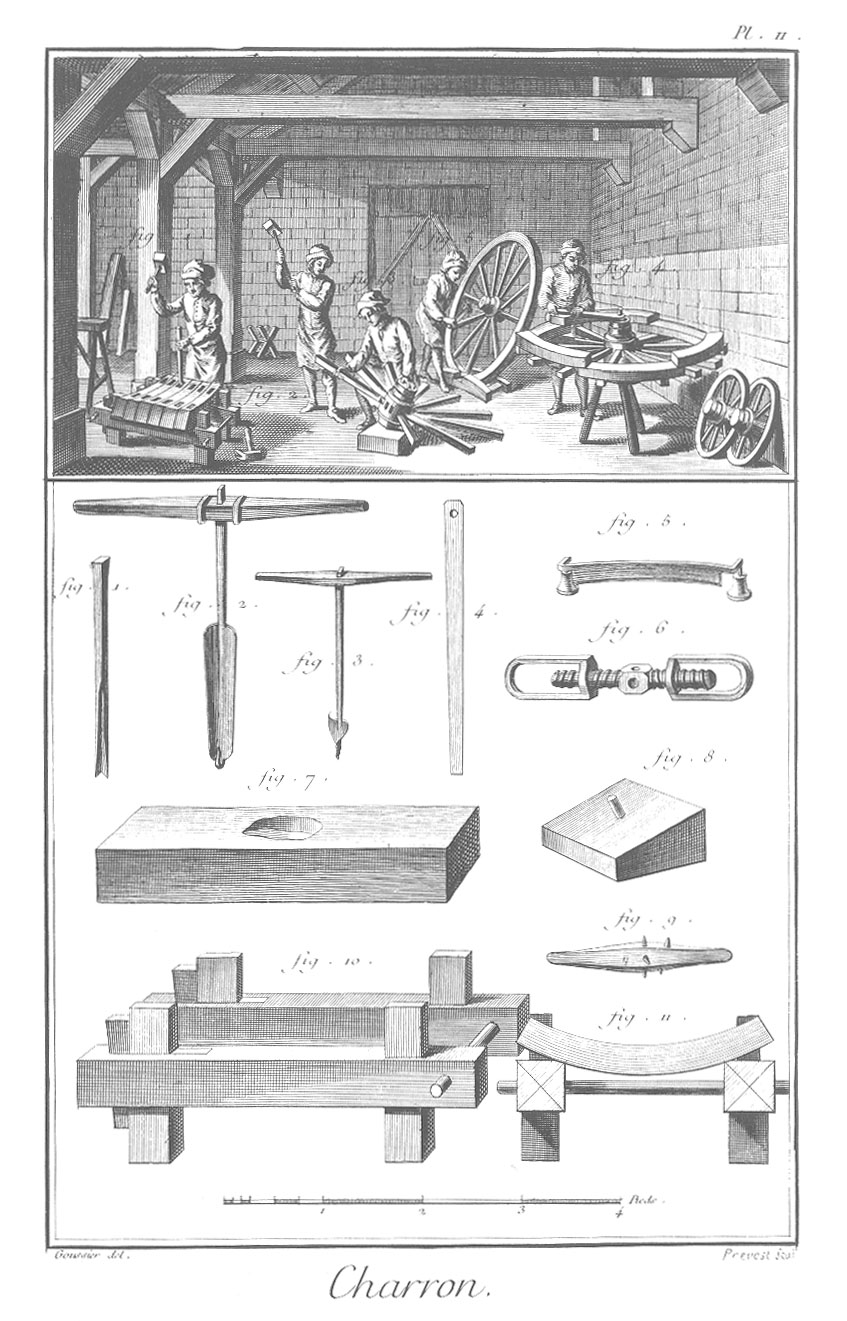 Pl. II.
fig. 1
fig. 5
fig. 3
fig. 4.
fig. 2.
fig. 5.
fig. 1.
fig. 2.
fig. 4.
fig. 6.
fig. 3.
fig. 8.
fig. 7.
fig. 9.
fig. 10.
fig. 11.
1 2 3 4 Pieds.
Goussier del.
Prevost Sculp
Charron.